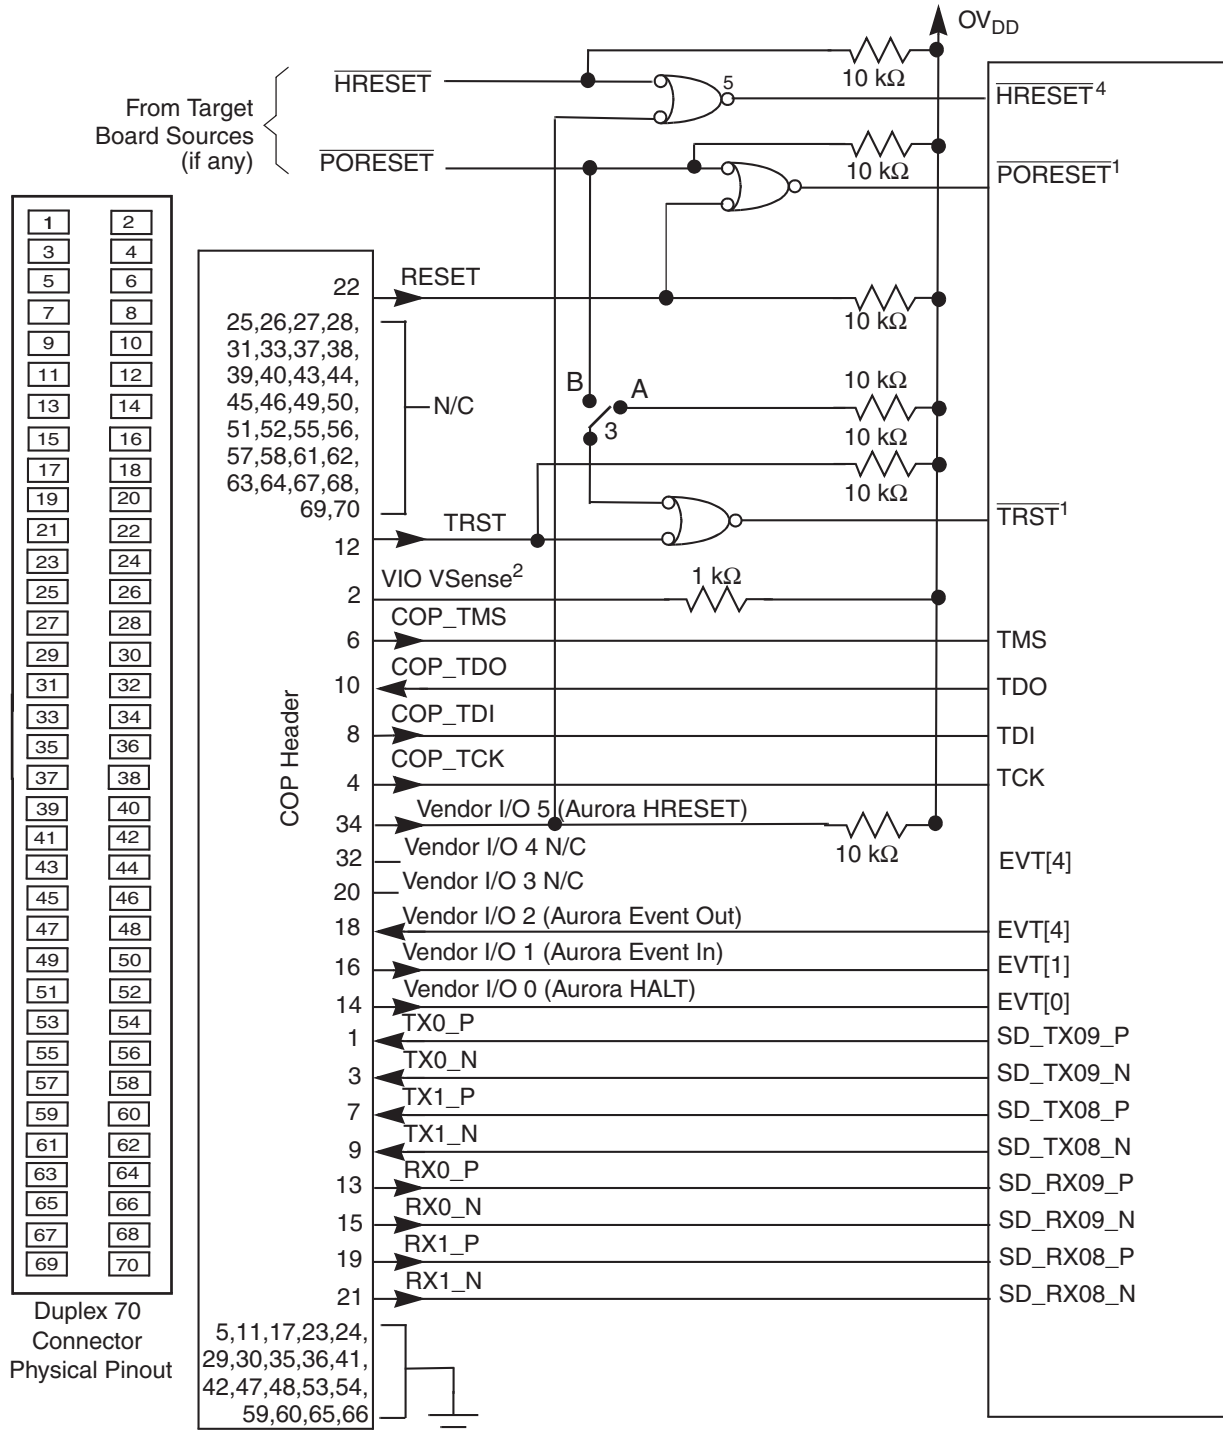 OVDD
HRESET
10 kΩ
5
HRESET4
From Target
Board Sources
(if any)
PORESET
10 kΩ
PORESET1
1 2
3 4
5 6
7 8
9 10
11 12
13 14
15 16
17 18
19 20
21 22
23 24
25 26
27 28
29 30
31 32
33 34
35 36
37 38
39 40
41 42
43 44
45 46
47 48
49 50
51 52
53 54
55 56
57 58
59 60
61 62
63 64
65 66
67 68
69 70
Duplex 70
Connector
Physical Pinout
COP Header
22 RESET
10 kΩ
25,26,27,28,
31,33,37,38,
39,40,43,44,
45,46,49,50,
51,52,55,56,
57,58,61,62,
63,64,67,68,
69,70
N/C
B A
3
10 kΩ
10 kΩ
10 kΩ
12 TRST
TRST1
2 VIO VSense2 1 kΩ
6 COP_TMS TMS
10 COP_TDO TDO
8 COP_TDI TDI
4 COP_TCK TCK
34 Vendor I/O 5 (Aurora HRESET)
10 kΩ
32 Vendor I/O 4 N/C EVT[4]
20 Vendor I/O 3 N/C
18 Vendor I/O 2 (Aurora Event Out) EVT[4]
16 Vendor I/O 1 (Aurora Event In) EVT[1]
14 Vendor I/O 0 (Aurora HALT) EVT[0]
1 TX0_P SD_TX09_P
3 TX0_N SD_TX09_N
7 TX1_P SD_TX08_P
9 TX1_N SD_TX08_N
13 RX0_P SD_RX09_P
15 RX0_N SD_RX09_N
19 RX1_P SD_RX08_P
21 RX1_N SD_RX08_N
5,11,17,23,24,
29,30,35,36,41,
42,47,48,53,54,
59,60,65,66